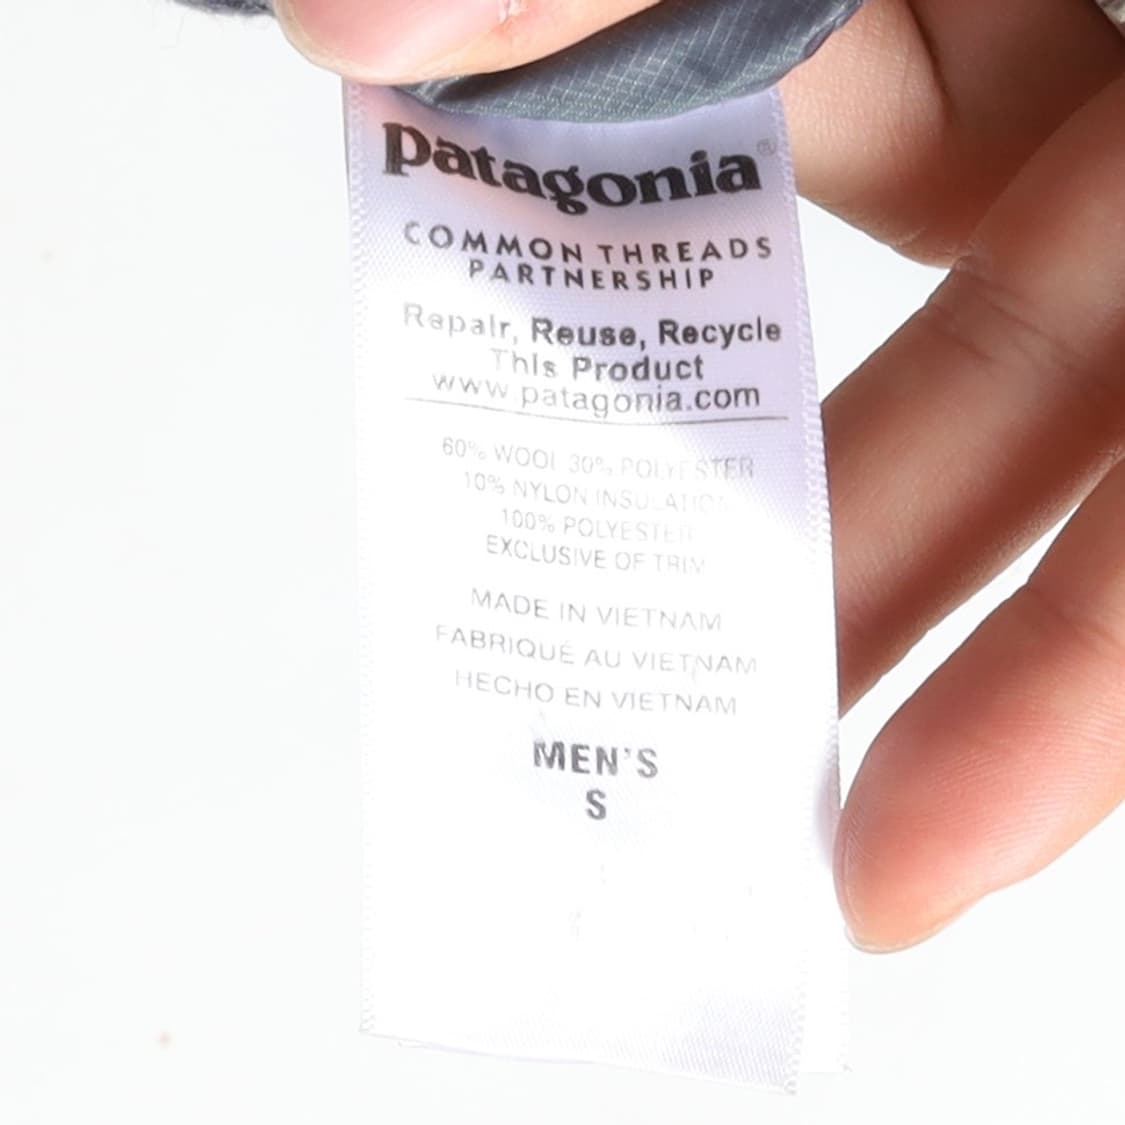 patagonia®
COMMON THREADS
PARTNERSHIP
Repair, Reuse, Recycle
This Product
www.patagonia.com
60% WOOL 30% POLYESTER
10% NYLON INSULATION
100% POLYESTER
EXCLUSIVE OF TRIM
MADE IN VIETNAM
FABRIQUÉ AU VIETNAM
HECHO EN VIETNAM
MEN'S
S